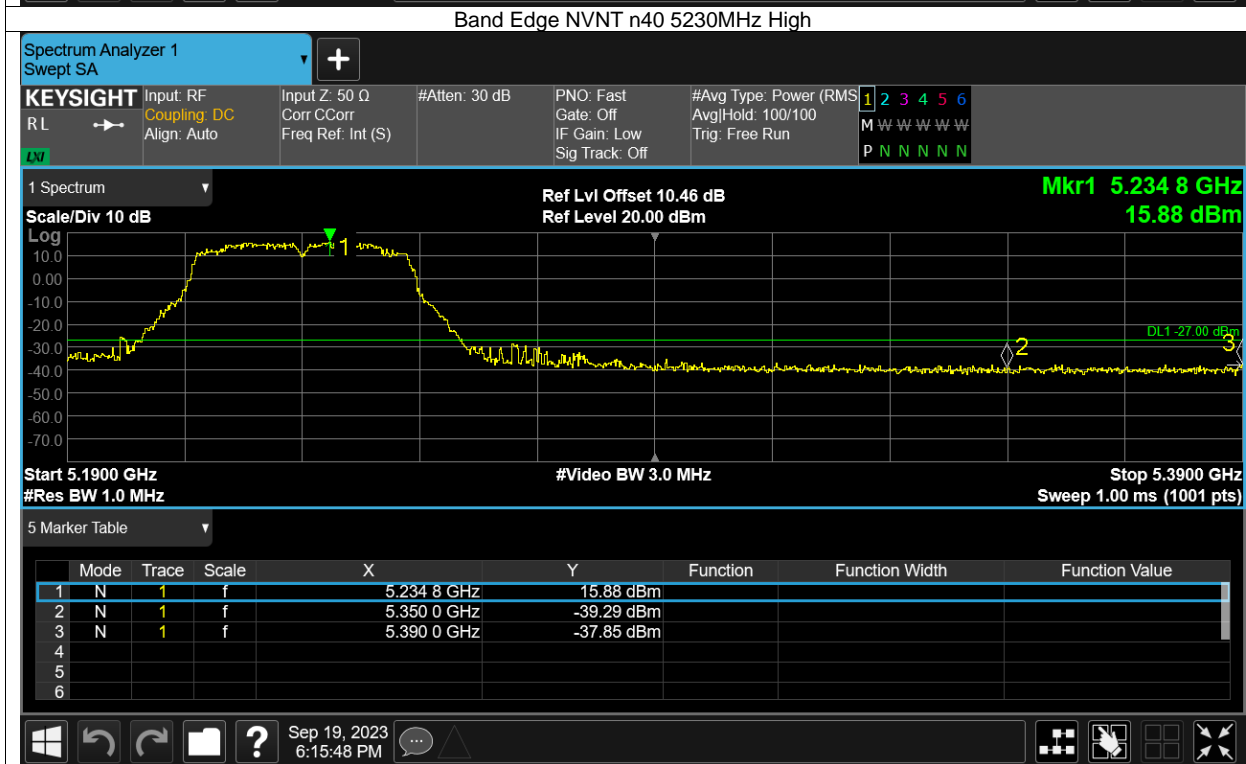 Band Edge NVNT n40 5230MHz High
Spectrum Analyzer 1
Swept SA
+
KEYSIGHT Input: RF Input Z: 50 Ω #Atten: 30 dB PNO: Fast #Avg Type: Power (RMS 1 2 3 4 5 6
R L Coupling: DC Corr CCorr Gate: Off Avg|Hold: 100/100 M W W W W W
Align: Auto Freq Ref: Int (S) IF Gain: Low Trig: Free Run
LXI Sig Track: Off P N N N N N
1 Spectrum Ref Lvl Offset 10.46 dB Mkr1 5.234 8 GHz
Scale/Div 10 dB Ref Level 20.00 dBm 15.88 dBm
Log
10.0 1
0.00
-10.0
-20.0 DL1 -27.00 dBm
-30.0 2 3
-40.0
-50.0
-60.0
-70.0
Start 5.1900 GHz #Video BW 3.0 MHz Stop 5.3900 GHz
#Res BW 1.0 MHz Sweep 1.00 ms (1001 pts)
5 Marker Table
Mode Trace Scale X Y Function Function Width Function Value
1 N 1 f 5.234 8 GHz 15.88 dBm
2 N 1 f 5.350 0 GHz -39.29 dBm
3 N 1 f 5.390 0 GHz -37.85 dBm
4
5
6
? Sep 19, 2023
6:15:48 PM